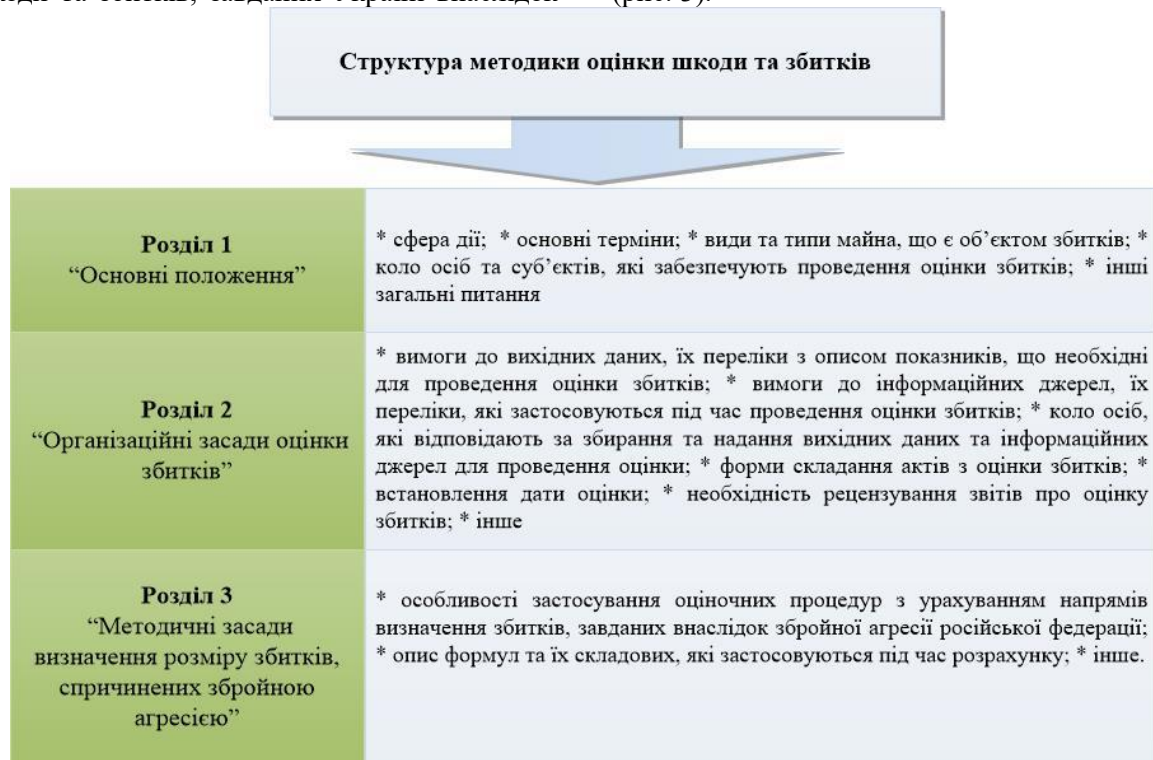 (рис. 3).
Структура методики оцінки шкоди та збитків
Розділ 1
“Основні положення”
* сфера дії; * основні терміни; * види та типи майна, що є об’єктом збитків; *
коло осіб та суб’єктів, які забезпечують проведення оцінки збитків; * інші
загальні питання
Розділ 2
“Організаційні засади оцінки
збитків”
* вимоги до вихідних даних, їх переліки з описом показників, що необхідні
для проведення оцінки збитків; * вимоги до інформаційних джерел, їх
переліки, які застосовуються під час проведення оцінки збитків; * коло осіб,
які відповідають за збирання та надання вихідних даних та інформаційних
джерел для проведення оцінки; * форми складання актів з оцінки збитків; *
встановлення дати оцінки; * необхідність рецензування звітів про оцінку
збитків; * інше
Розділ 3
“Методичні засади
визначення розміру збитків,
спричинених збройною
агресією”
* особливості застосування оціночних процедур з урахуванням напрямів
визначення збитків, завданих внаслідок збройної агресії російської федерації;
* опис формул та їх складових, які застосовуються під час розрахунку; * інше.